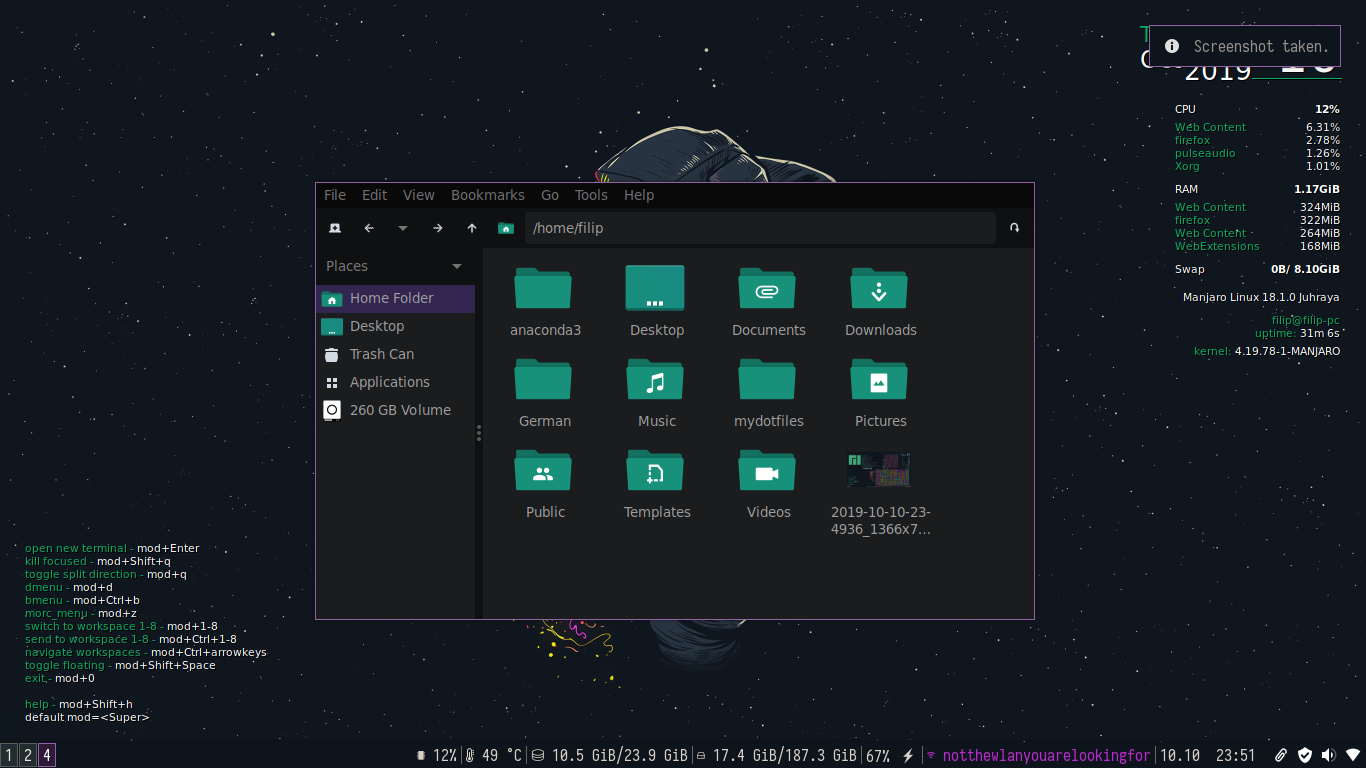 Screenshot taken.
2019
CPU 12%
Web Content 6.31%
firefox 2.78%
pulseaudio 1.26%
Xorg 1.01%
RAM 1.17GiB
Web Content 324MiB
firefox 322MiB
Web Content 264MiB
WebExtensions 168MiB
Swap 0B/ 8.10GiB
Manjaro Linux 18.1.0 Juhraya
filip@filip-pc
uptime: 31m 6s
kernel: 4.19.78-1-MANJARO
File Edit View Bookmarks Go Tools Help
/home/filip
Places
Home Folder
Desktop
Trash Can
Applications
260 GB Volume
anaconda3 Desktop Documents Downloads
German Music mydotfiles Pictures
Public Templates Videos 2019-10-10-23-
4936_1366x7...
open new terminal - mod+Enter
kill focused - mod+Shift+q
toggle split direction - mod+q
dmenu - mod+d
bmenu - mod+Ctrl+b
morc_menu - mod+z
switch to workspace 1-8 - mod+1-8
send to workspace 1-8 - mod+Ctrl+1-8
navigate workspaces - mod+Ctrl+arrowkeys
toggle floating - mod+Shift+Space
exit - mod+0
help - mod+Shift+h
default mod=<Super>
1 2 4 12% 49 °C 10.5 GiB/23.9 GiB 17.4 GiB/187.3 GiB 67% notthewlanyouarelookingfor 10.10 23:51